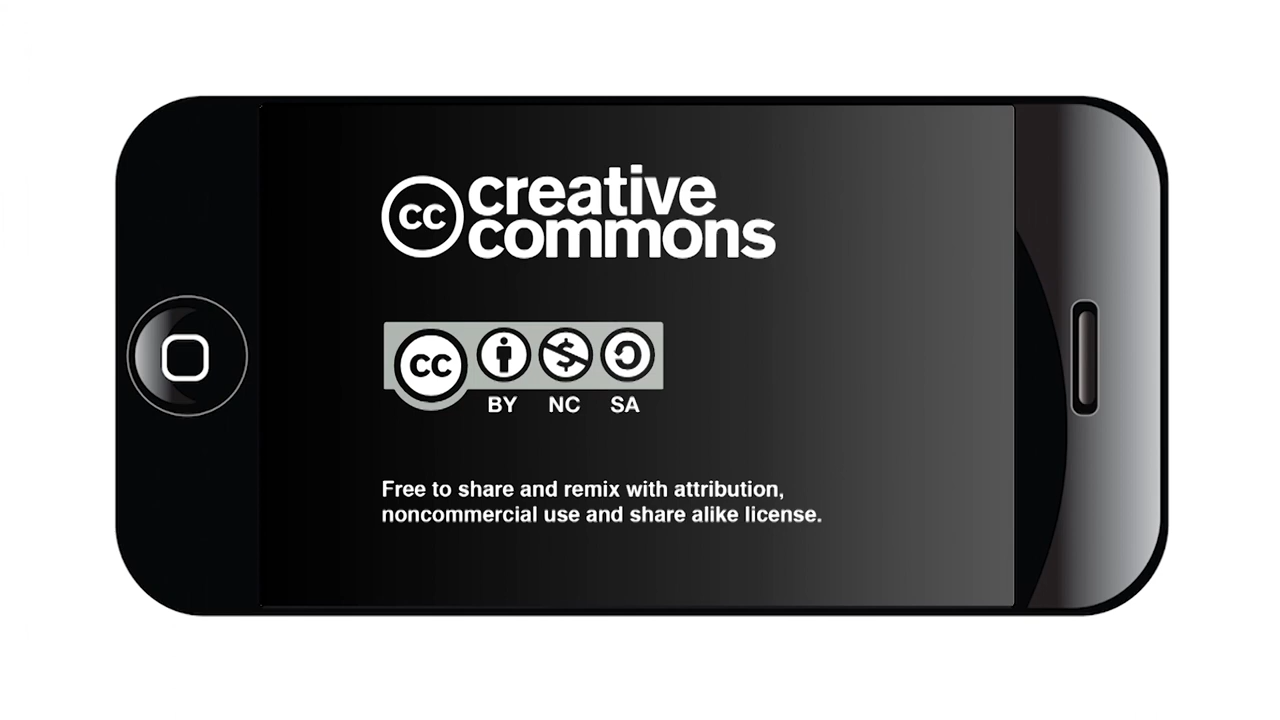 cc creative
commons
cc
BY NC SA
Free to share and remix with attribution,
noncommercial use and share alike license.